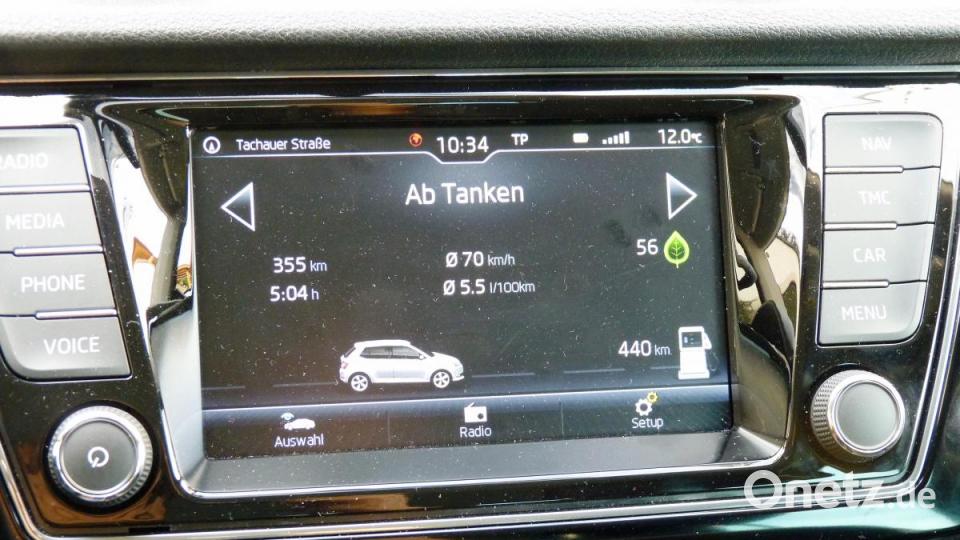 RADIO
MEDIA
PHONE
VOICE
Tachauer Straße 10:34 TP 12.0°C
Ab Tanken
355 km Ø 70 km/h 56
5:04 h Ø 5.5 l/100km
440 km
Auswahl Radio Setup
NAV
TMC
CAR
MENU
Onetz.de